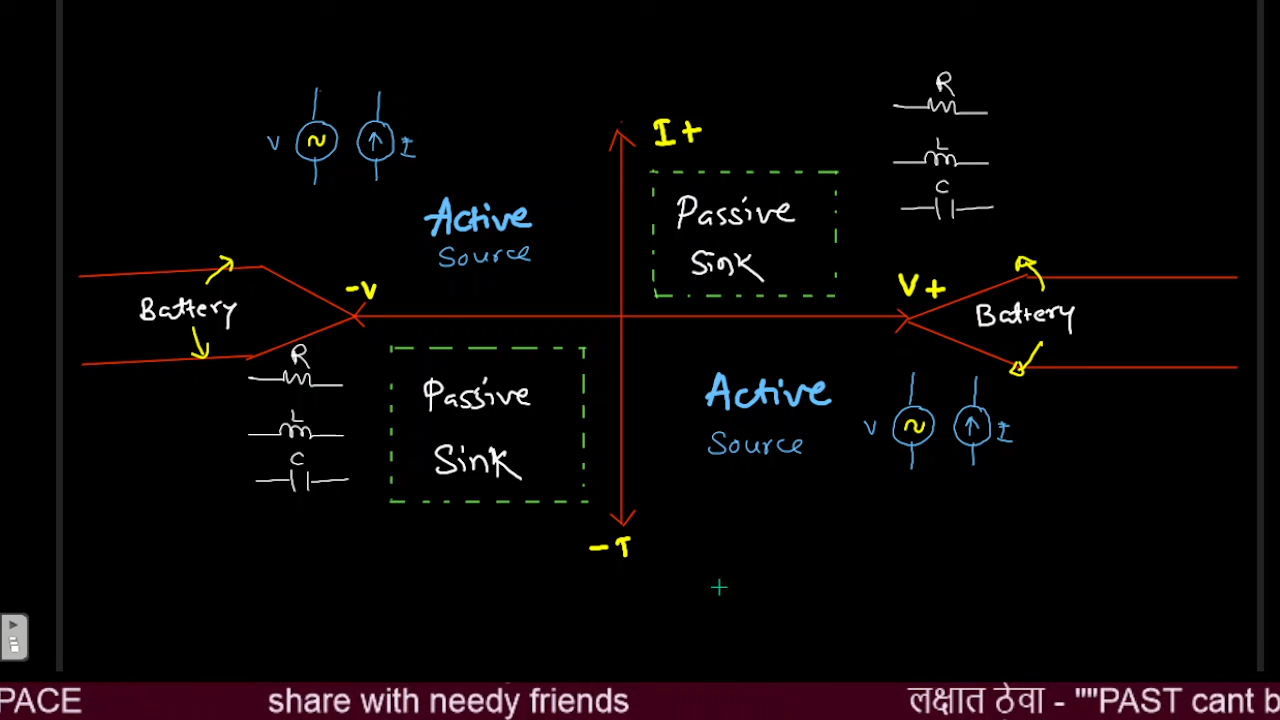 R
I+
L
V
I
C
Passive
Active
Sink
Source
-V
V+
Battery
Battery
R
Passive
Active
L
V
I
Source
C
Sink
-I
PACE share with needy friends लक्षात ठेवा - ""PAST cant b